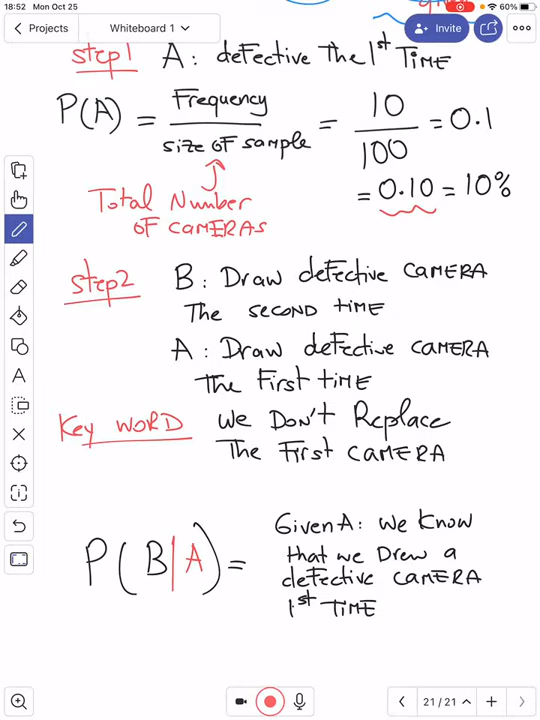 18:52 Mon Oct 25
60%
Projects
Whiteboard 1
Invite
step1 A: defective The 1st Time
P(A) = Frequency / size of sample = 10 / 100 = 0.1
= 0.10 = 10%
Total Number
of cameras
step2 B: Draw defective camera
The second time
A: Draw defective camera
The First time
Key word we Don't Replace
The First camera
P(B|A) =
Given A: we know
that we Drew a
defective camera
1st Time
A
21/21